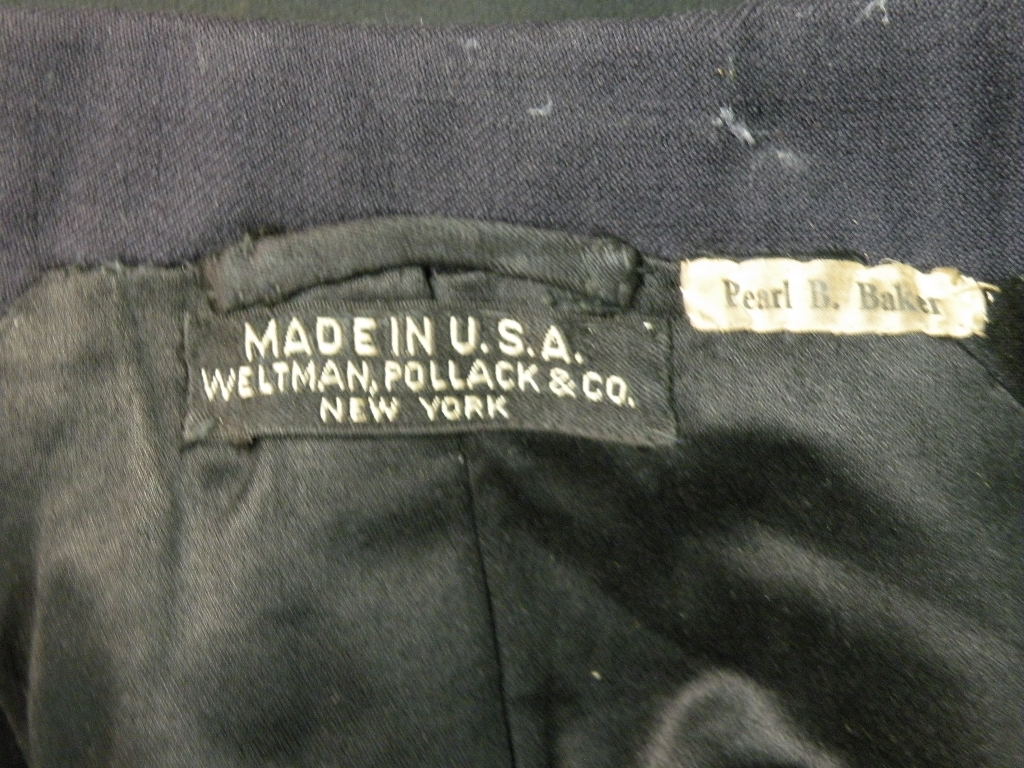 Pearl B. Baker
MADE IN U.S.A.
WELTMAN, POLLACK & CO.
NEW YORK